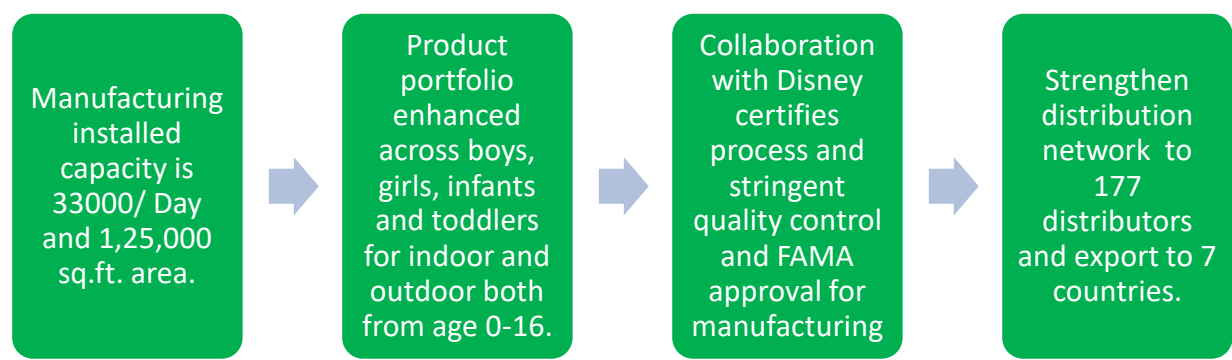 Manufacturing
installed
capacity is
33000/ Day
and 1,25,000
sq.ft. area.
Product
portfolio
enhanced
across boys,
girls, infants
and toddlers
for indoor and
outdoor both
from age 0-16.
Collaboration
with Disney
certifies
process and
stringent
quality control
and FAMA
approval for
manufacturing
Strengthen
distribution
network to
177
distributors
and export to 7
countries.